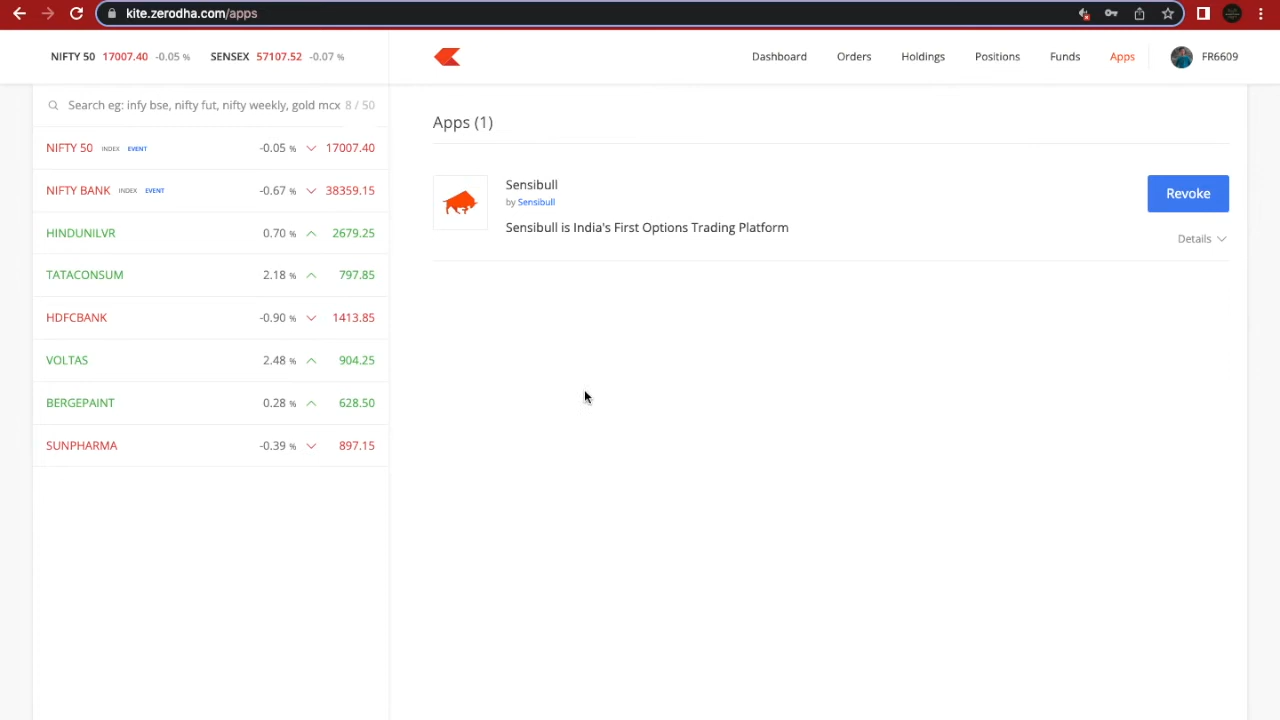 kite.zerodha.com/apps
NIFTY 50 17007.40 -0.05 % SENSEX 57107.52 -0.07 %
Dashboard Orders Holdings Positions Funds Apps FR6609
Search eg: infy bse, nifty fut, nifty weekly, gold mcx 8 / 50
NIFTY 50 INDEX EVENT -0.05 % 17007.40
NIFTY BANK INDEX EVENT -0.67 % 38359.15
HINDUNILVR 0.70 % 2679.25
TATACONSUM 2.18 % 797.85
HDFCBANK -0.90 % 1413.85
VOLTAS 2.48 % 904.25
BERGEPAINT 0.28 % 628.50
SUNPHARMA -0.39 % 897.15
Apps (1)
Sensibull
by Sensibull
Sensibull is India's First Options Trading Platform
Revoke
Details